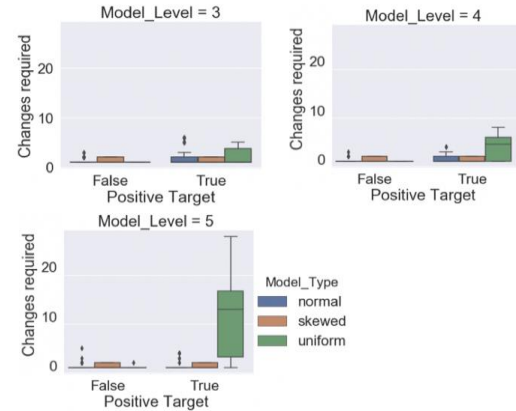 Model_Level = 3
Changes required
20
10
0
False
True
Positive Target
Model_Level = 4
Changes required
20
10
0
False
True
Positive Target
Model_Level = 5
Changes required
20
10
0
False
True
Positive Target
Model_Type
normal
skewed
uniform